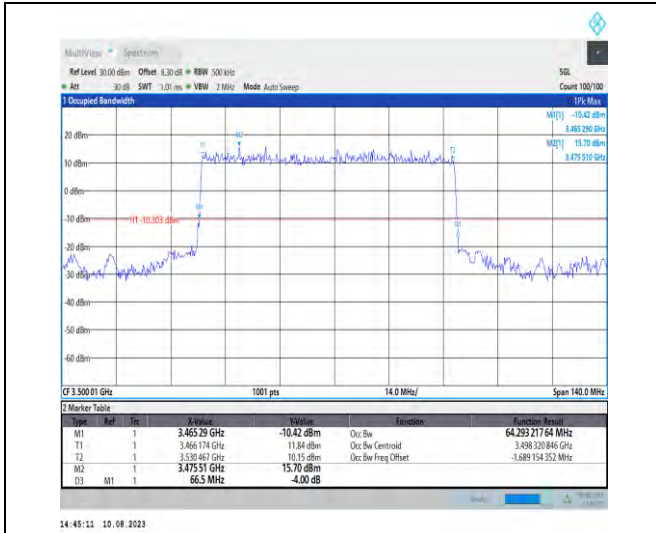 MultiView Spectrum
Ref Level 30.00 dBm Offset 8.30 dB RBW 500 kHz SGL
Att 30 dB SWT 1.01 ms VBW 2 MHz Mode Auto Sweep Count 100/100
1 Occupied Bandwidth 1Pk Max
M1[1] -10.42 dBm
3.465 290 GHz
M2[1] 15.70 dBm
3.475 510 GHz
20 dBm
M2
T1
T2
10 dBm
0 dBm
M1
-10 dBm
H1 -10.303 dBm
D3
-20 dBm
-30 dBm
-40 dBm
-50 dBm
-60 dBm
CF 3.500 01 GHz 1001 pts 14.0 MHz/ Span 140.0 MHz
2 Marker Table
Type Ref Trc X-Value Y-Value Function Function Result
M1 1 3.465 29 GHz -10.42 dBm Occ Bw 64.293 217 64 MHz
T1 1 3.466 174 GHz 11.84 dBm Occ Bw Centroid 3.498 320 846 GHz
T2 1 3.530 467 GHz 10.15 dBm Occ Bw Freq Offset -1.689 154 352 MHz
M2 1 3.475 51 GHz 15.70 dBm
D3 M1 1 66.5 MHz -4.00 dB
14:45:11 10.08.2023